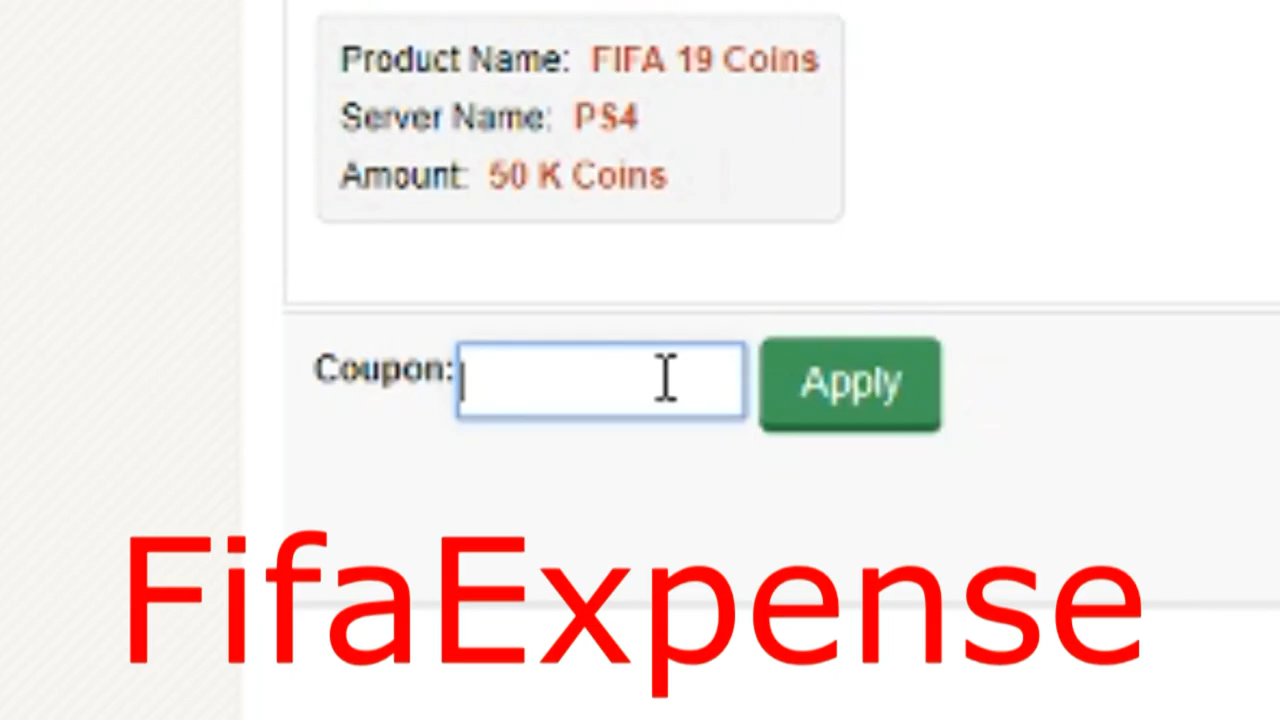 Product Name: FIFA 19 Coins
Server Name: PS4
Amount: 50 K Coins
Coupon: Apply
FifaExpense